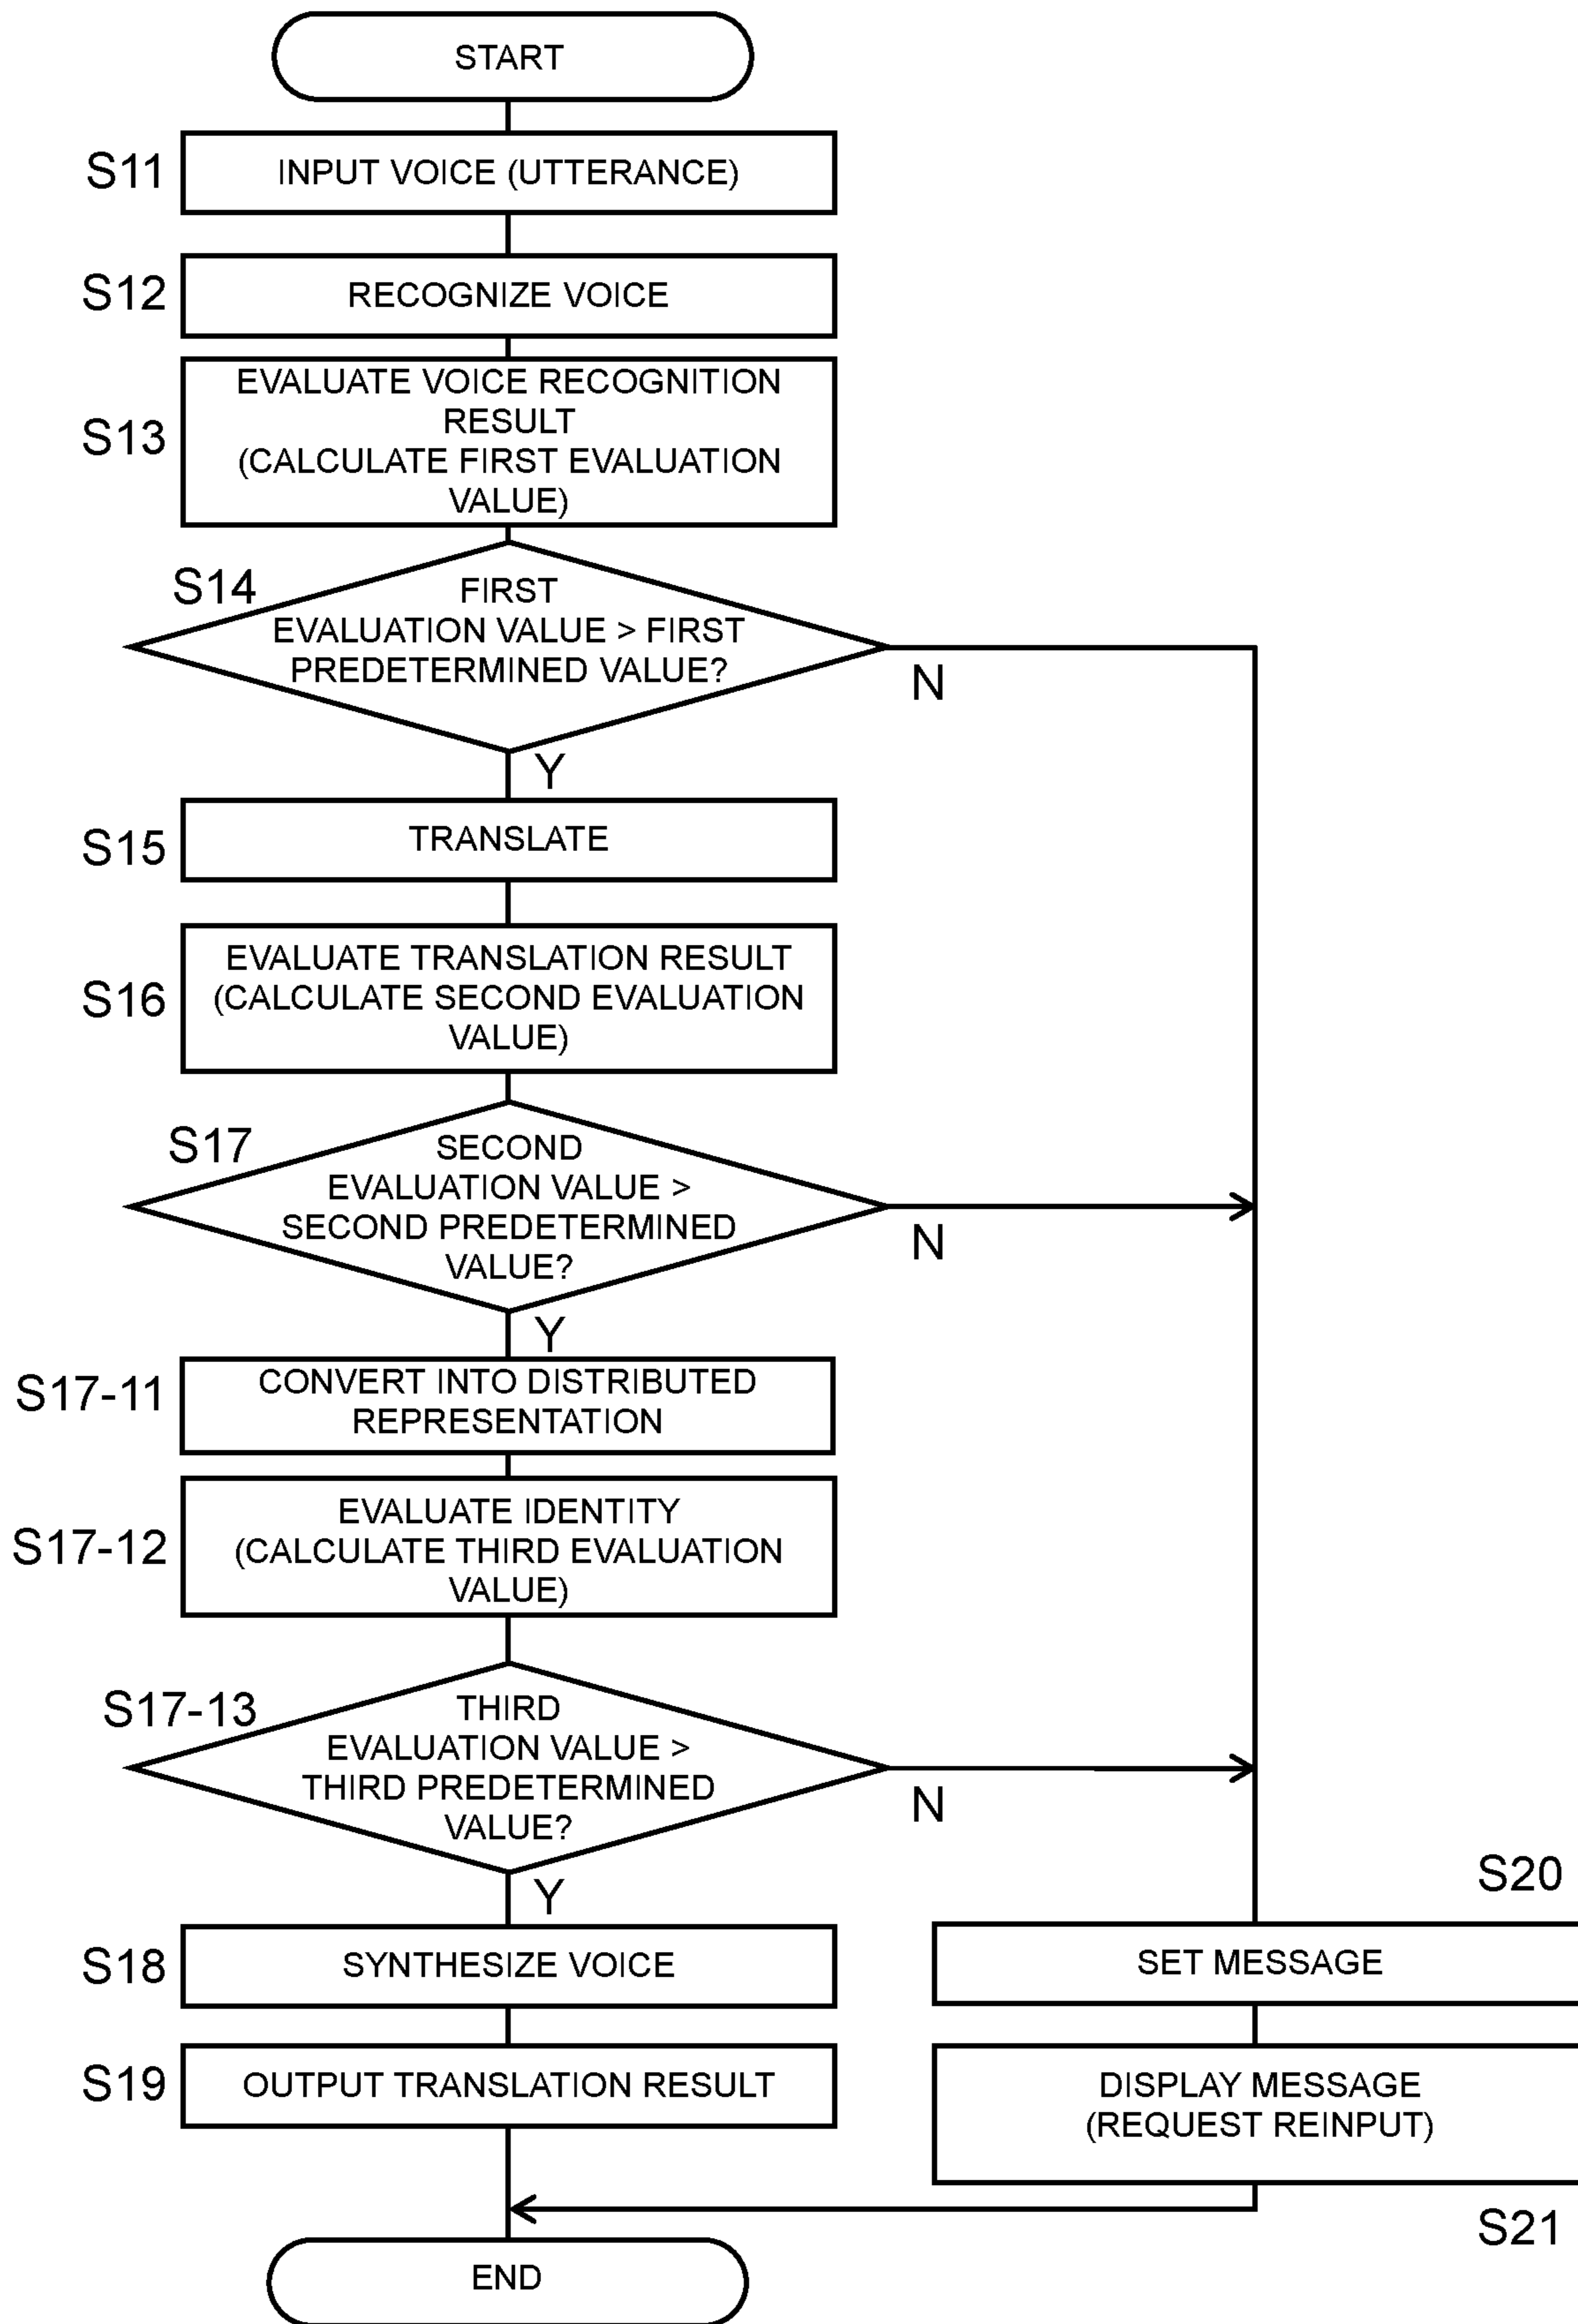 START
S11
INPUT VOICE (UTTERANCE)
S12
RECOGNIZE VOICE
S13
EVALUATE VOICE RECOGNITION
RESULT
(CALCULATE FIRST EVALUATION
VALUE)
S14
FIRST
EVALUATION VALUE > FIRST
PREDETERMINED VALUE?
N
Y
S15
TRANSLATE
S16
EVALUATE TRANSLATION RESULT
(CALCULATE SECOND EVALUATION
VALUE)
S17
SECOND
EVALUATION VALUE >
SECOND PREDETERMINED
VALUE?
N
Y
S17-11
CONVERT INTO DISTRIBUTED
REPRESENTATION
S17-12
EVALUATE IDENTITY
(CALCULATE THIRD EVALUATION
VALUE)
S17-13
THIRD
EVALUATION VALUE >
THIRD PREDETERMINED
VALUE?
N
Y
S18
SYNTHESIZE VOICE
S19
OUTPUT TRANSLATION RESULT
S20
SET MESSAGE
DISPLAY MESSAGE
(REQUEST REINPUT)
S21
END